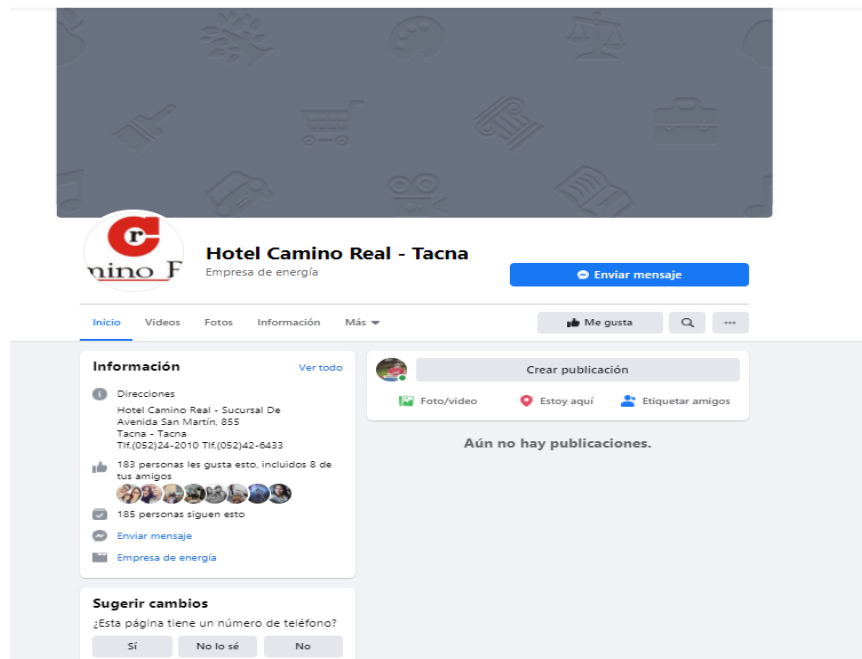 Cr
mino F
Hotel Camino Real - Tacna
Empresa de energía
Enviar mensaje
Inicio Videos Fotos Información Más
Me gusta
Información Ver todo
Direcciones
Hotel Camino Real - Sucursal De
Avenida San Martín, 855
Tacna - Tacna
Tlf.(052)24-2010 Tlf.(052)42-6433
183 personas les gusta esto, incluidos 8 de
tus amigos
185 personas siguen esto
Enviar mensaje
Empresa de energía
Sugerir cambios
¿Esta página tiene un número de teléfono?
Sí No lo sé No
Crear publicación
Foto/video Estoy aquí Etiquetar amigos
Aún no hay publicaciones.